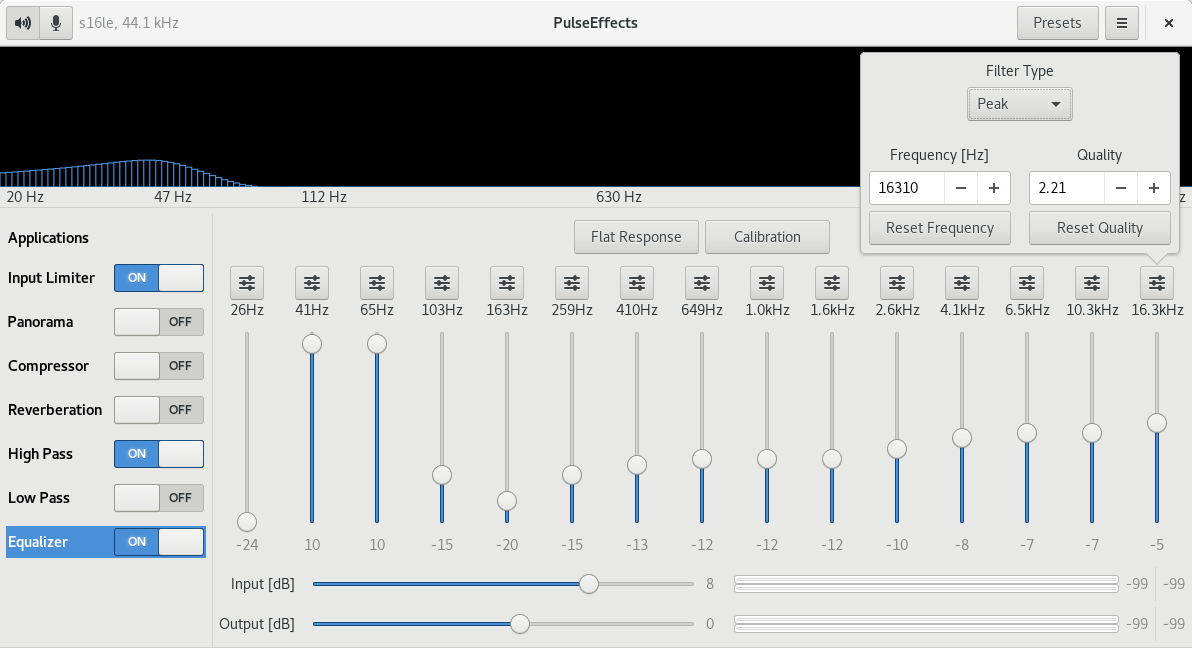 s16le, 44.1 kHz
PulseEffects
Presets
Filter Type
Peak
Frequency [Hz]
Quality
16310
2.21
Reset Frequency
Reset Quality
20 Hz
47 Hz
112 Hz
630 Hz
z
Applications
Flat Response
Calibration
Input Limiter ON
Panorama OFF
Compressor OFF
Reverberation OFF
High Pass ON
Low Pass OFF
Equalizer ON
26Hz 41Hz 65Hz 103Hz 163Hz 259Hz 410Hz 649Hz 1.0kHz 1.6kHz 2.6kHz 4.1kHz 6.5kHz 10.3kHz 16.3kHz
-24 10 10 -15 -20 -15 -13 -12 -12 -12 -10 -8 -7 -7 -5
Input [dB] 8 -99 -99
Output [dB] 0 -99 -99